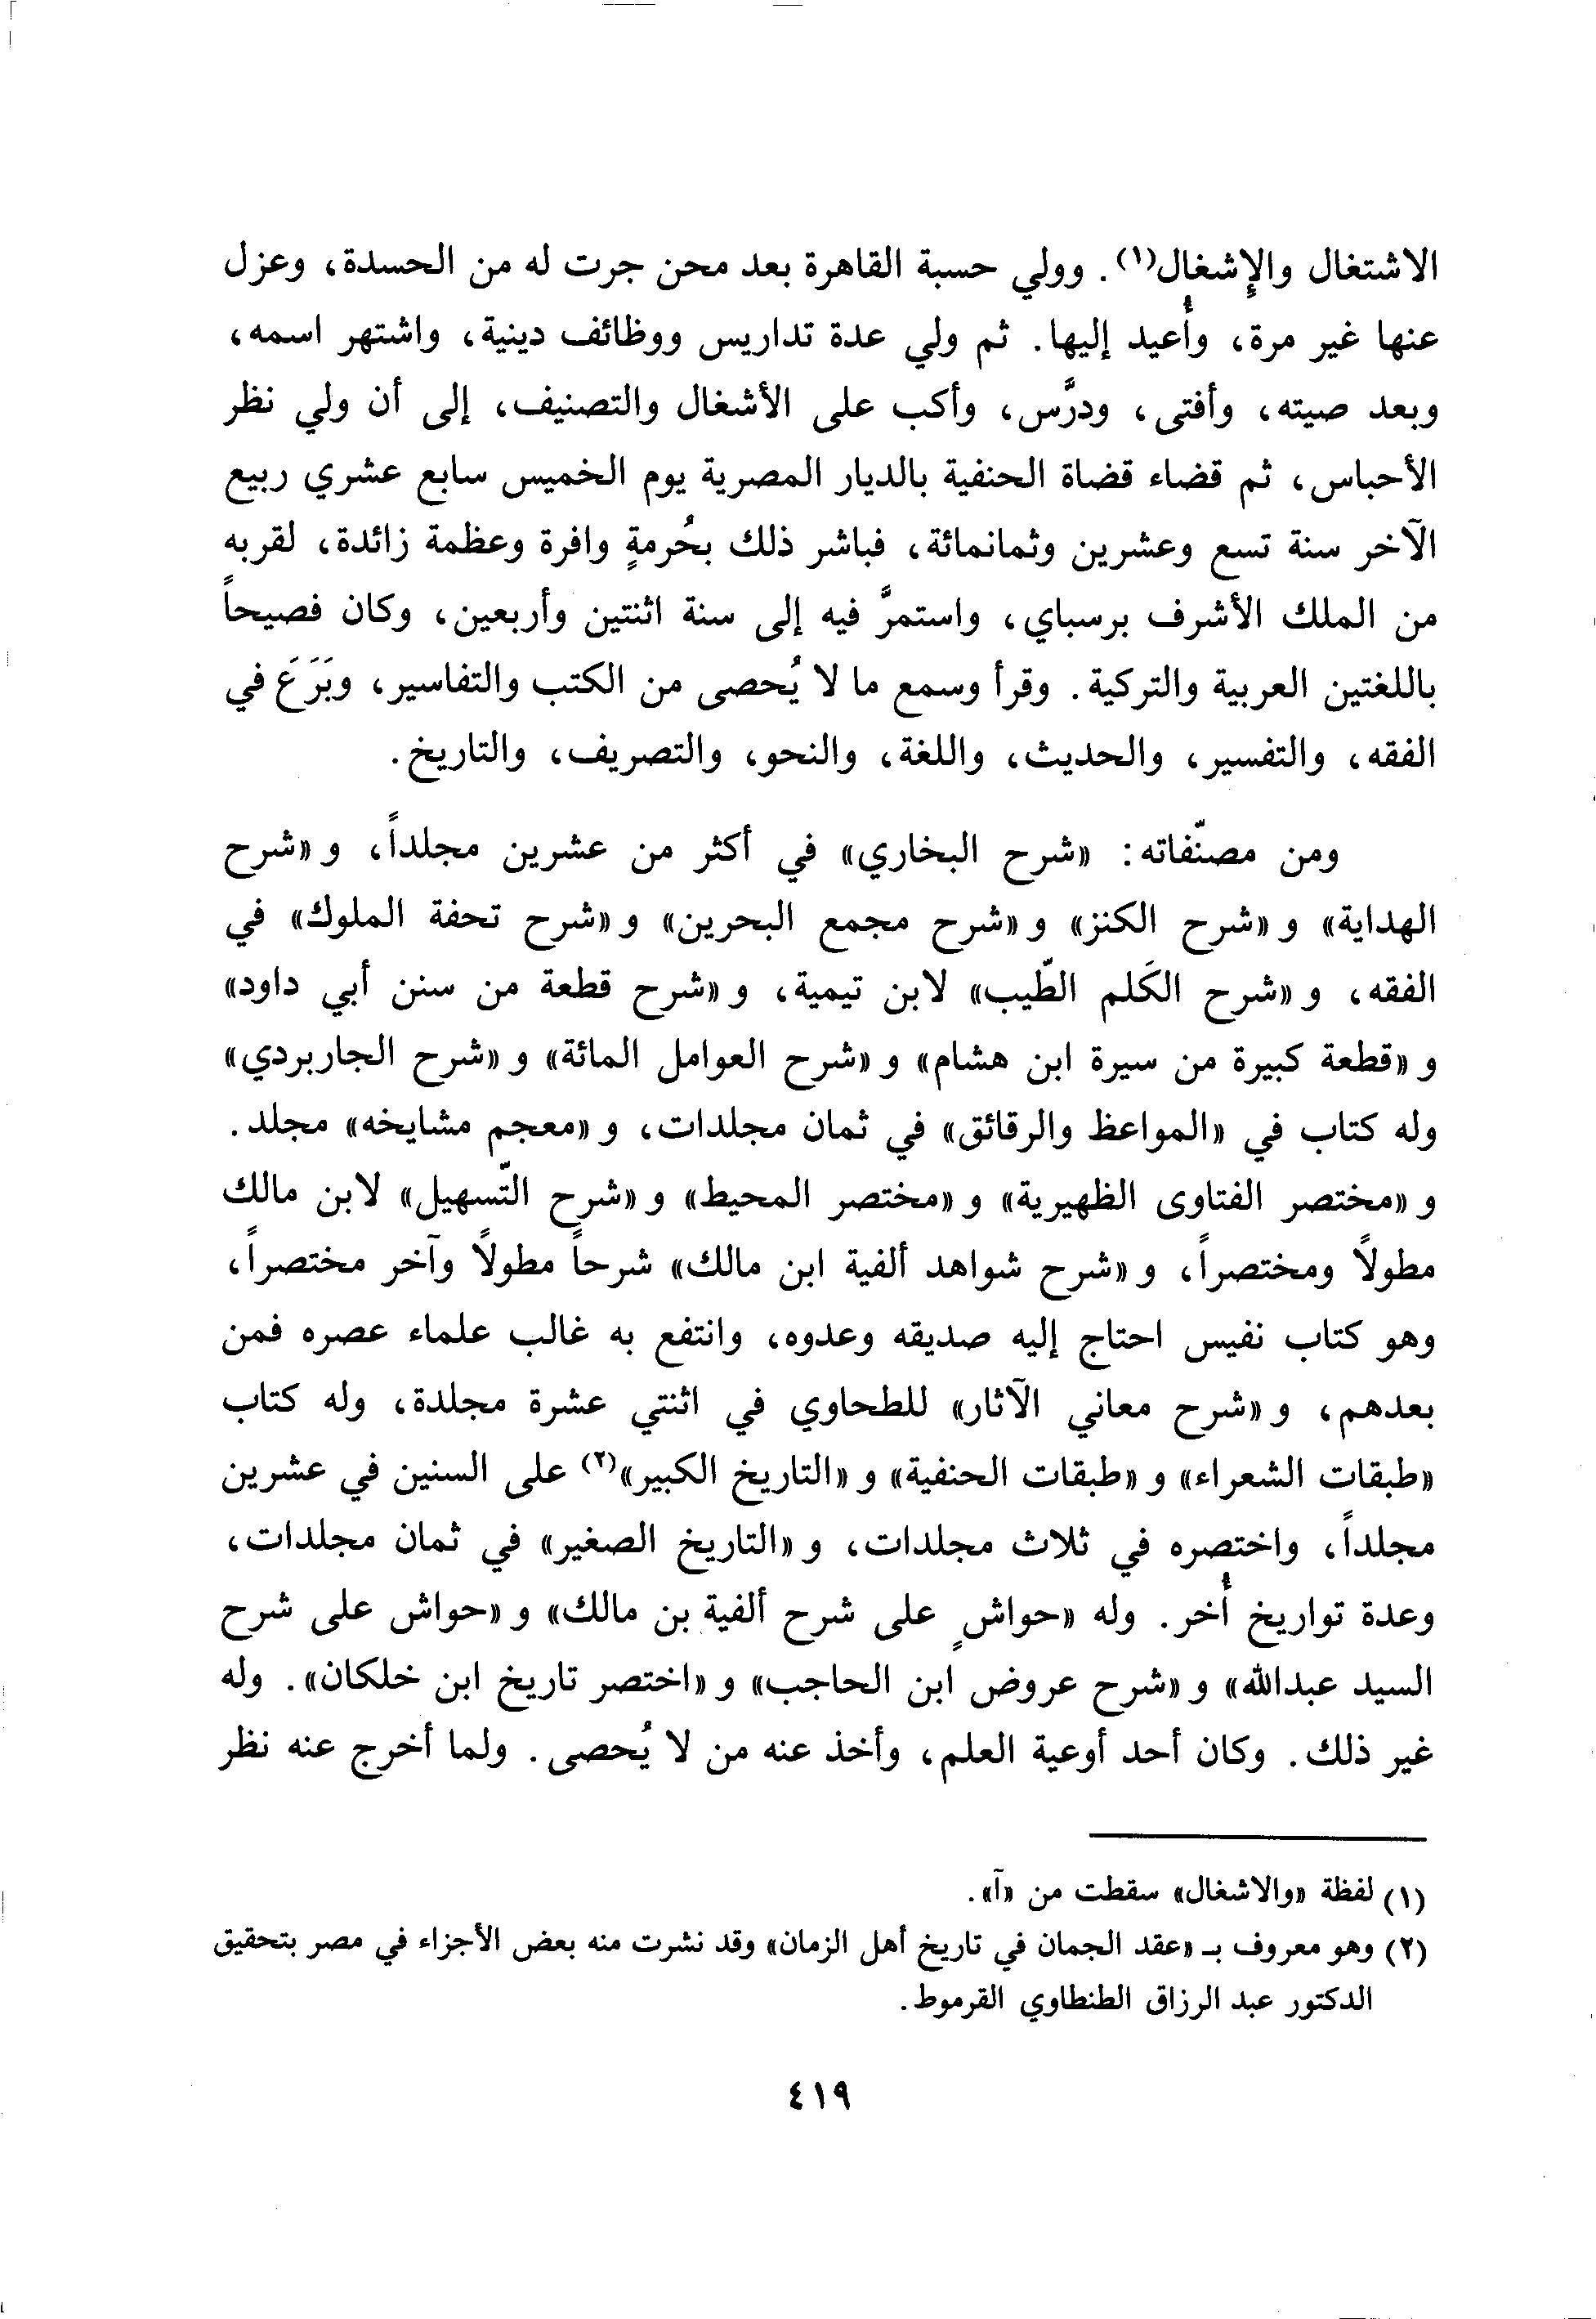 الاشتغال والإِشغال(١). وولي حسبة القاهرة بعد محن جرت له من الحسدة، وعزل
عنها غير مرة، وأُعيد إليها. ثم ولي عدة تداريس ووظائف دينية، واشتهر اسمه،
وبعد صيته، وأفتى، ودرَّس، وأكب على الأشغال والتصنيف، إلى أن ولي نظر
الأحباس، ثم قضاء قضاة الحنفية بالديار المصرية يوم الخميس سابع عشري ربيع
الآخر سنة تسع وعشرين وثمانمائة، فباشر ذلك بحُرمةٍ وافرة وعظمة زائدة، لقربه
من الملك الأشرف برسباي، واستمرَّ فيه إلى سنة اثنتين وأربعين، وكان فصيحاً
باللغتين العربية والتركية. وقرأ وسمع ما لا يُحصى من الكتب والتفاسير، وبَرَعَ في
الفقه، والتفسير، والحديث، واللغة، والنحو، والتصريف، والتاريخ.
ومن مصنّفاته: «شرح البخاري» في أكثر من عشرين مجلداً، و «شرح
الهداية» و «شرح الكنز» و «شرح مجمع البحرين» و «شرح تحفة الملوك» في
الفقه، و «شرح الكَلم الطّيب» لابن تيمية، و «شرح قطعة من سنن أبي داود»
و «قطعة كبيرة من سيرة ابن هشام» و «شرح العوامل المائة» و «شرح الجاربردي»
وله كتاب في «المواعظ والرقائق» في ثمان مجلدات، و «معجم مشايخه» مجلد.
و «مختصر الفتاوى الظهيرية» و «مختصر المحيط» و «شرح التّسهيل» لابن مالك
مطولاً ومختصراً، و «شرح شواهد ألفية ابن مالك» شرحاً مطولاً وآخر مختصراً،
وهو كتاب نفيس احتاج إليه صديقه وعدوه، وانتفع به غالب علماء عصره فمن
بعدهم، و «شرح معاني الآثار» للطحاوي في اثنتي عشرة مجلدة، وله كتاب
«طبقات الشعراء» و «طبقات الحنفية» و «التاريخ الكبير»(٢) على السنين في عشرين
مجلداً، واختصره في ثلاث مجلدات، و «التاريخ الصغير» في ثمان مجلدات،
وعدة تواريخ أُخر. وله «حواشٍ على شرح ألفية بن مالك» و «حواش على شرح
السيد عبدالله» و «شرح عروض ابن الحاجب» و «اختصر تاريخ ابن خلكان». وله
غير ذلك. وكان أحد أوعية العلم، وأخذ عنه من لا يُحصى. ولما أخرج عنه نظر
(١) لفظة «والاشغال» سقطت من «آ».
(٢) وهو معروف بـ «عقد الجمان في تاريخ أهل الزمان» وقد نشرت منه بعض الأجزاء في مصر بتحقيق
الدكتور عبد الرزاق الطنطاوي القرموط.
٤١٩